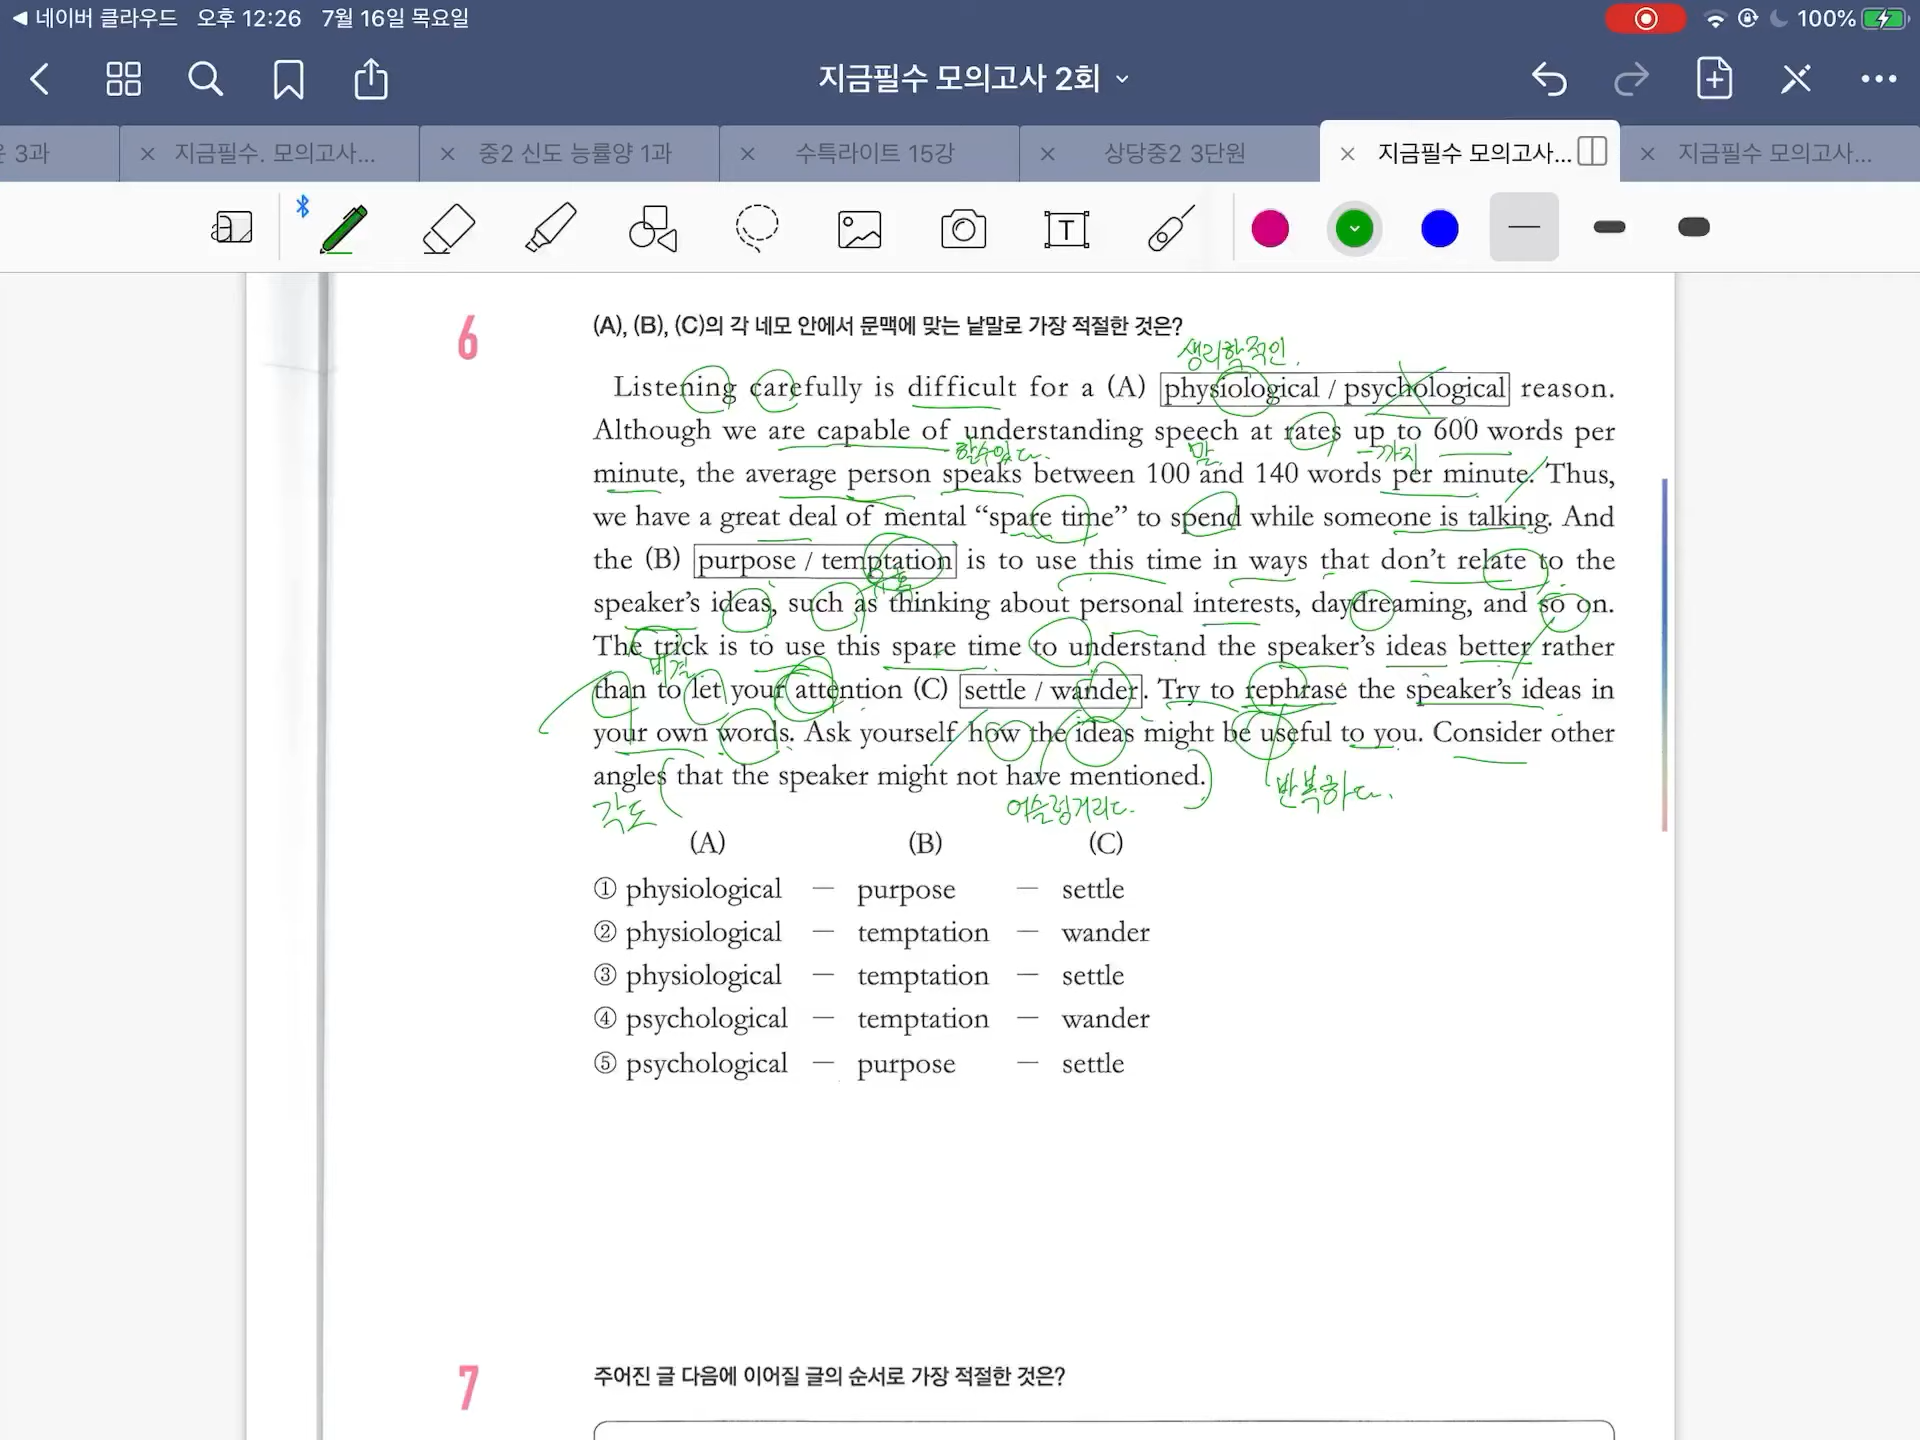 ◀ 네이버 클라우드 오후 12:26 7월 16일 목요일 100%
지금필수 모의고사 2회
3과 × 지금필수. 모의고사... × 중2 신도 능률양 1과 × 수특라이트 15강 × 상당중2 3단원 × 지금필수 모의고사... × 지금필수 모의고사...
T
6 (A), (B), (C)의 각 네모 안에서 문맥에 맞는 낱말로 가장 적절한 것은?
생리학적인.
Listening carefully is difficult for a (A) physiological / psychological reason.
Although we are capable of understanding speech at rates up to 600 words per
할수있다. 말 ~까지
minute, the average person speaks between 100 and 140 words per minute. Thus,
we have a great deal of mental “spare time” to spend while someone is talking. And
the (B) purpose / temptation is to use this time in ways that don’t relate to the
유혹
speaker’s ideas, such as thinking about personal interests, daydreaming, and so on.
The trick is to use this spare time to understand the speaker’s ideas better rather
비결
than to let your attention (C) settle / wander. Try to rephrase the speaker’s ideas in
your own words. Ask yourself how the ideas might be useful to you. Consider other
angles that the speaker might not have mentioned.
각도 어슬렁거리다. 반복하다.
(A) (B) (C)
① physiological — purpose — settle
② physiological — temptation — wander
③ physiological — temptation — settle
④ psychological — temptation — wander
⑤ psychological — purpose — settle
7 주어진 글 다음에 이어질 글의 순서로 가장 적절한 것은?